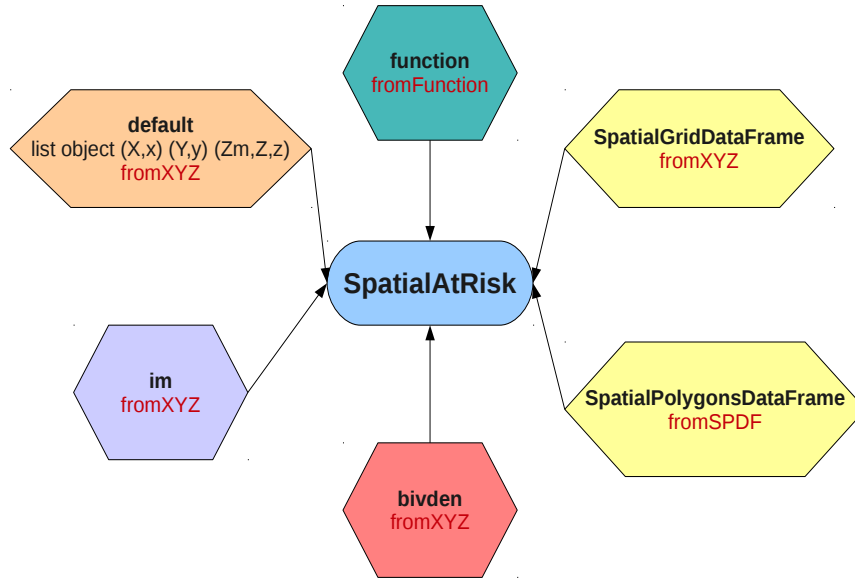 function
fromFunction
default
list object (X,x) (Y,y) (Zm,Z,z)
fromXYZ
SpatialGridDataFrame
fromXYZ
SpatialAtRisk
im
fromXYZ
SpatialPolygonsDataFrame
fromSPDF
bivden
fromXYZ